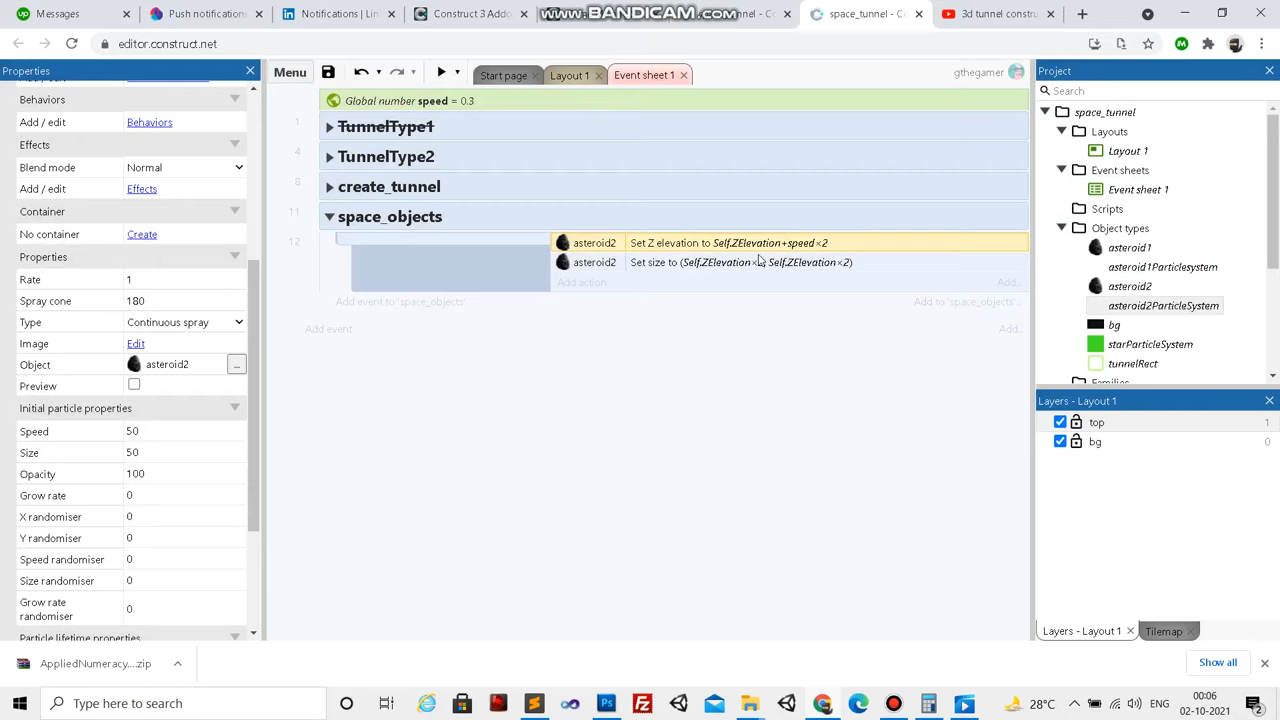 Messages
Pushnotifications
Notifications | Lin
Construct 3 Addo
www.BANDICAM.com
space_tunnel - Co
3d tunnel constru
editor.construct.net
Properties
Menu
Start page
Layout 1
Event sheet 1
gthegamer
Project
Search
Behaviors
Add / edit Behaviors
Effects
Blend mode Normal
Add / edit Effects
Container
No container Create
Properties
Rate 1
Spray cone 180
Type Continuous spray
Image Edit
Object asteroid2 ...
Preview
Initial particle properties
Speed 50
Size 50
Opacity 100
Grow rate 0
X randomiser 0
Y randomiser 0
Speed randomiser 0
Size randomiser 0
Grow rate randomiser 0
Particle lifetime properties
Global number speed = 0.3
1 TunnelType1
4 TunnelType2
8 create_tunnel
11 space_objects
12 asteroid2 Set Z elevation to Self.ZElevation+speed×2
asteroid2 Set size to (Self.ZElevation× Self.ZElevation×2)
Add action Add...
Add event to 'space_objects' Add to 'space_objects'...
Add event Add...
space_tunnel
Layouts
Layout 1
Event sheets
Event sheet 1
Scripts
Object types
asteroid1
asteroid1Particlesystem
asteroid2
asteroid2ParticleSystem
bg
starParticleSystem
tunnelRect
Families
Layers - Layout 1
top 1
bg 0
Layers - Layout 1
Tilemap
AppliedNumeracy....zip
Show all
Type here to search
28°C
ENG
00:06
02-10-2021
2